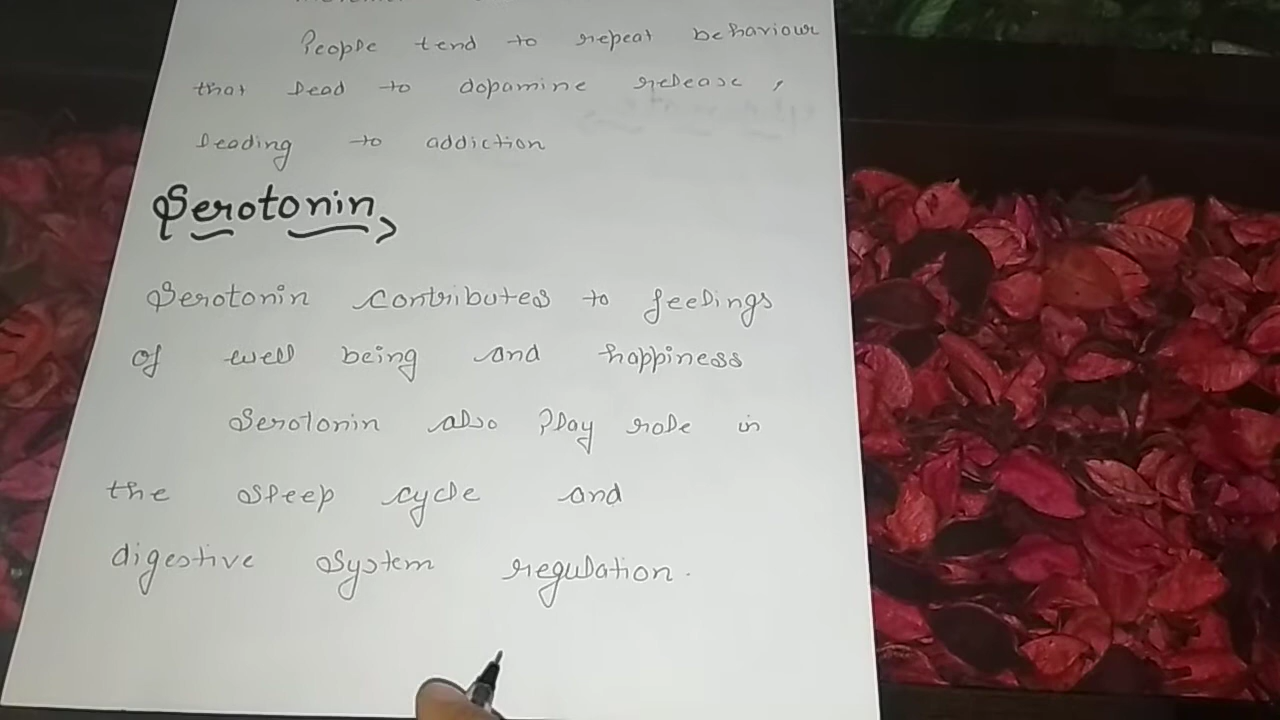 People tend to repeat behaviour
that lead to dopamine release,
leading to addiction
Serotonin
Serotonin contributes to feelings
of well being and happiness
Serotonin also play role in
the sleep cycle and
digestive system regulation.